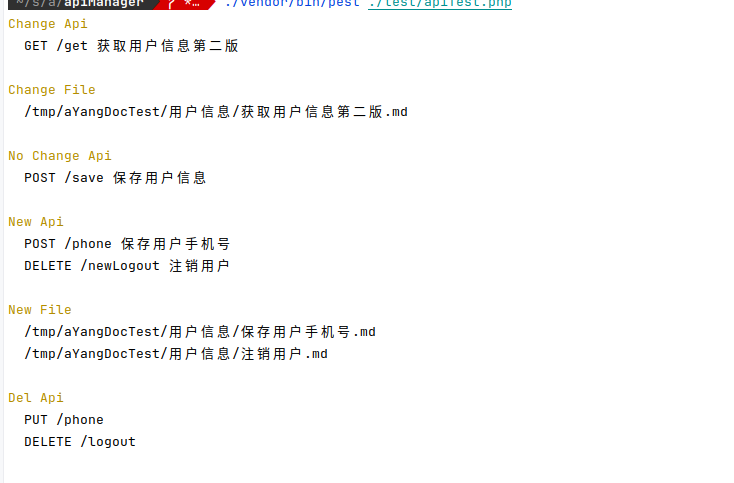 ~/s/a/apiManager ./vendor/bin/pest ./test/apiTest.php
Change Api
GET /get 获取用户信息第二版
Change File
/tmp/aYangDocTest/用户信息/获取用户信息第二版.md
No Change Api
POST /save 保存用户信息
New Api
POST /phone 保存用户手机号
DELETE /newLogout 注销用户
New File
/tmp/aYangDocTest/用户信息/保存用户手机号.md
/tmp/aYangDocTest/用户信息/注销用户.md
Del Api
PUT /phone
DELETE /logout